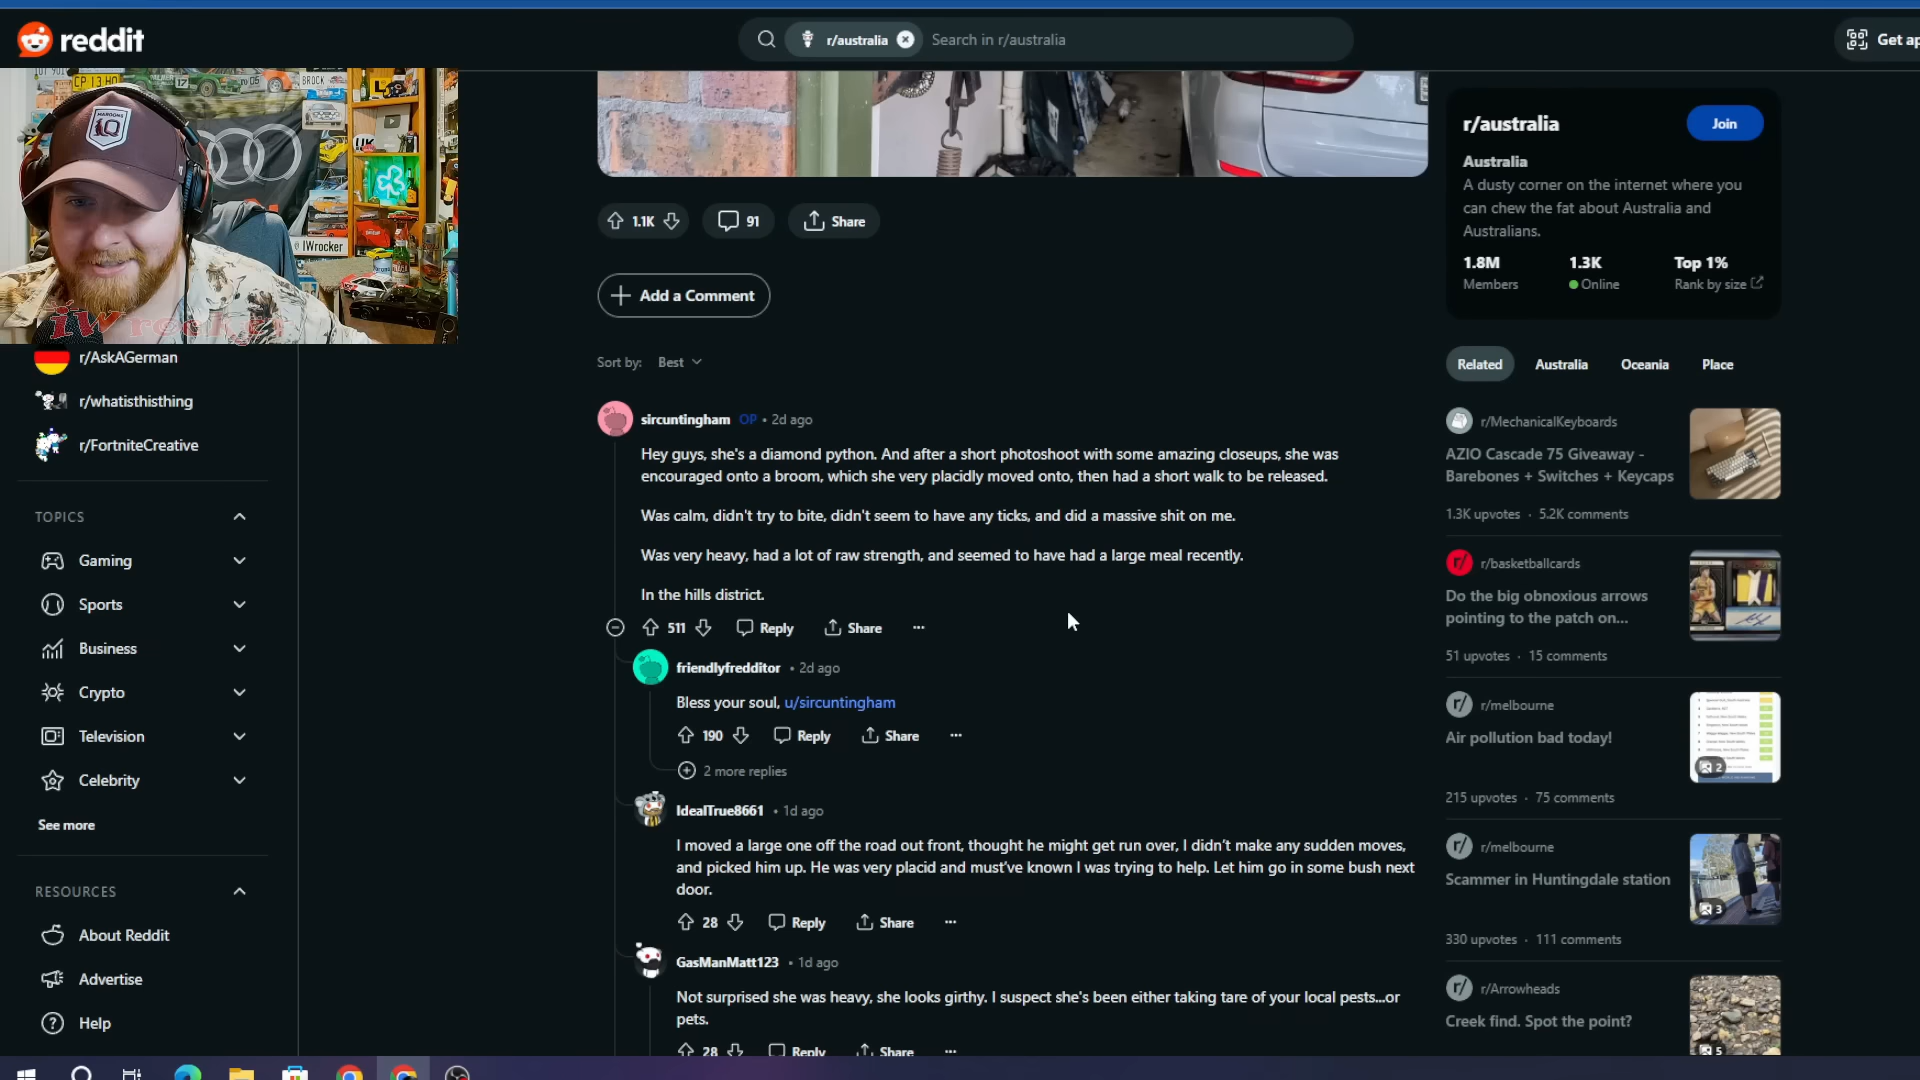 reddit
r/australia
Search in r/australia
Get ap
CP 13 HO
17
05
BROCK
L
UK
MAROONS
Q
IWrocker
iWrocker
r/AskAGerman
r/whatisthisthing
r/FortniteCreative
TOPICS
Gaming
Sports
Business
Crypto
Television
Celebrity
See more
RESOURCES
About Reddit
Advertise
Help
1.1K
91
Share
Add a Comment
Sort by: Best
sircuntingham OP • 2d ago
Hey guys, she's a diamond python. And after a short photoshoot with some amazing closeups, she was
encouraged onto a broom, which she very placidly moved onto, then had a short walk to be released.
Was calm, didn't try to bite, didn't seem to have any ticks, and did a massive shit on me.
Was very heavy, had a lot of raw strength, and seemed to have had a large meal recently.
In the hills district.
511 Reply Share ...
friendlyfredditor • 2d ago
Bless your soul, u/sircuntingham
190 Reply Share ...
2 more replies
IdealTrue8661 • 1d ago
I moved a large one off the road out front, thought he might get run over, I didn't make any sudden moves,
and picked him up. He was very placid and must've known I was trying to help. Let him go in some bush next
door.
28 Reply Share ...
GasManMatt123 • 1d ago
Not surprised she was heavy, she looks girthy. I suspect she's been either taking tare of your local pests...or
pets.
28 Reply Share ...
r/australia
Join
Australia
A dusty corner on the internet where you
can chew the fat about Australia and
Australians.
1.8M 1.3K Top 1%
Members Online Rank by size
Related Australia Oceania Place
r/MechanicalKeyboards
AZIO Cascade 75 Giveaway -
Barebones + Switches + Keycaps
1.3K upvotes · 5.2K comments
r/basketballcards
Do the big obnoxious arrows
pointing to the patch on...
51 upvotes · 15 comments
r/melbourne
Air pollution bad today!
2
215 upvotes · 75 comments
r/melbourne
Scammer in Huntingdale station
3
330 upvotes · 111 comments
r/Arrowheads
Creek find. Spot the point?
5